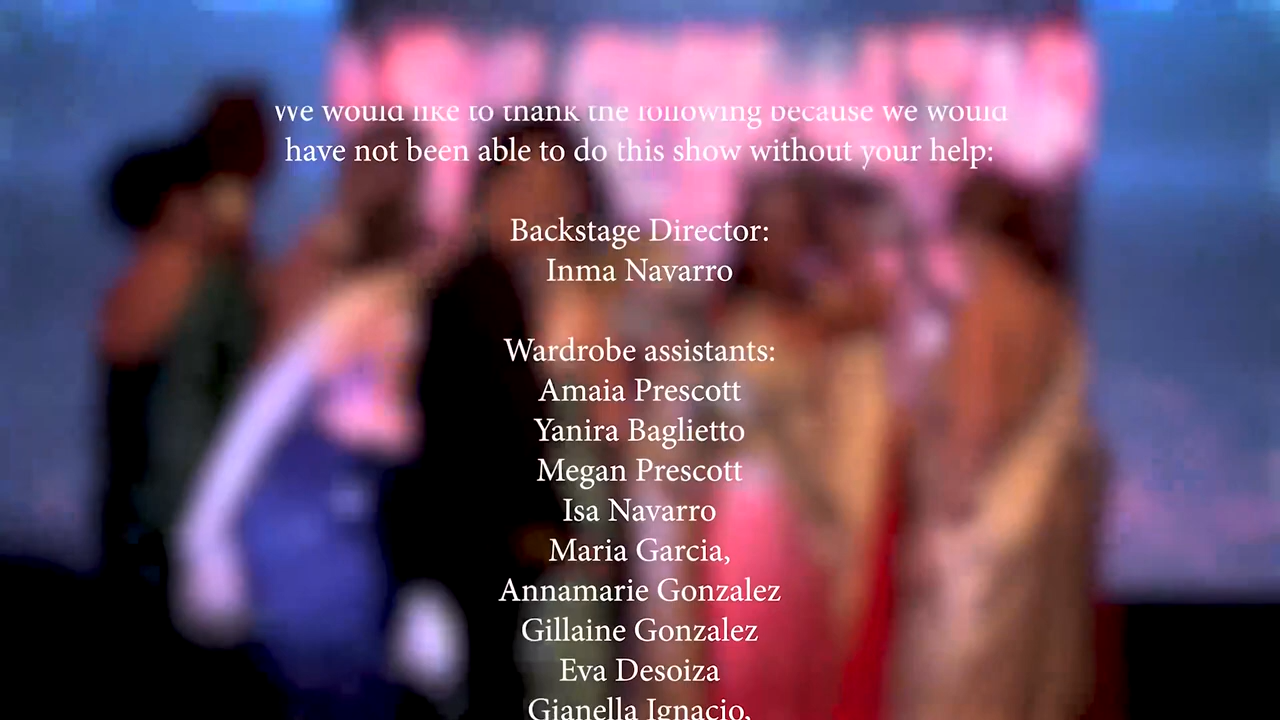 We would like to thank the following because we would
have not been able to do this show without your help:
Backstage Director:
Inma Navarro
Wardrobe assistants:
Amaia Prescott
Yanira Baglietto
Megan Prescott
Isa Navarro
Maria Garcia,
Annamarie Gonzalez
Gillaine Gonzalez
Eva Desoiza
Gianella Ignacio,